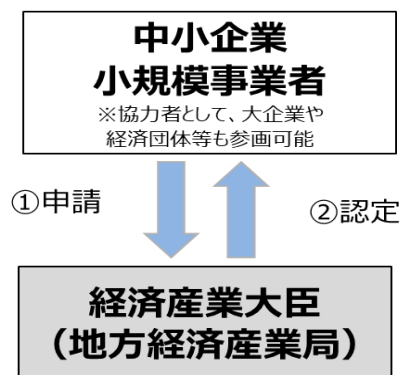 中小企業
小規模事業者
※協力者として、大企業や
経済団体等も参画可能
①申請
②認定
経済産業大臣
(地方経済産業局)